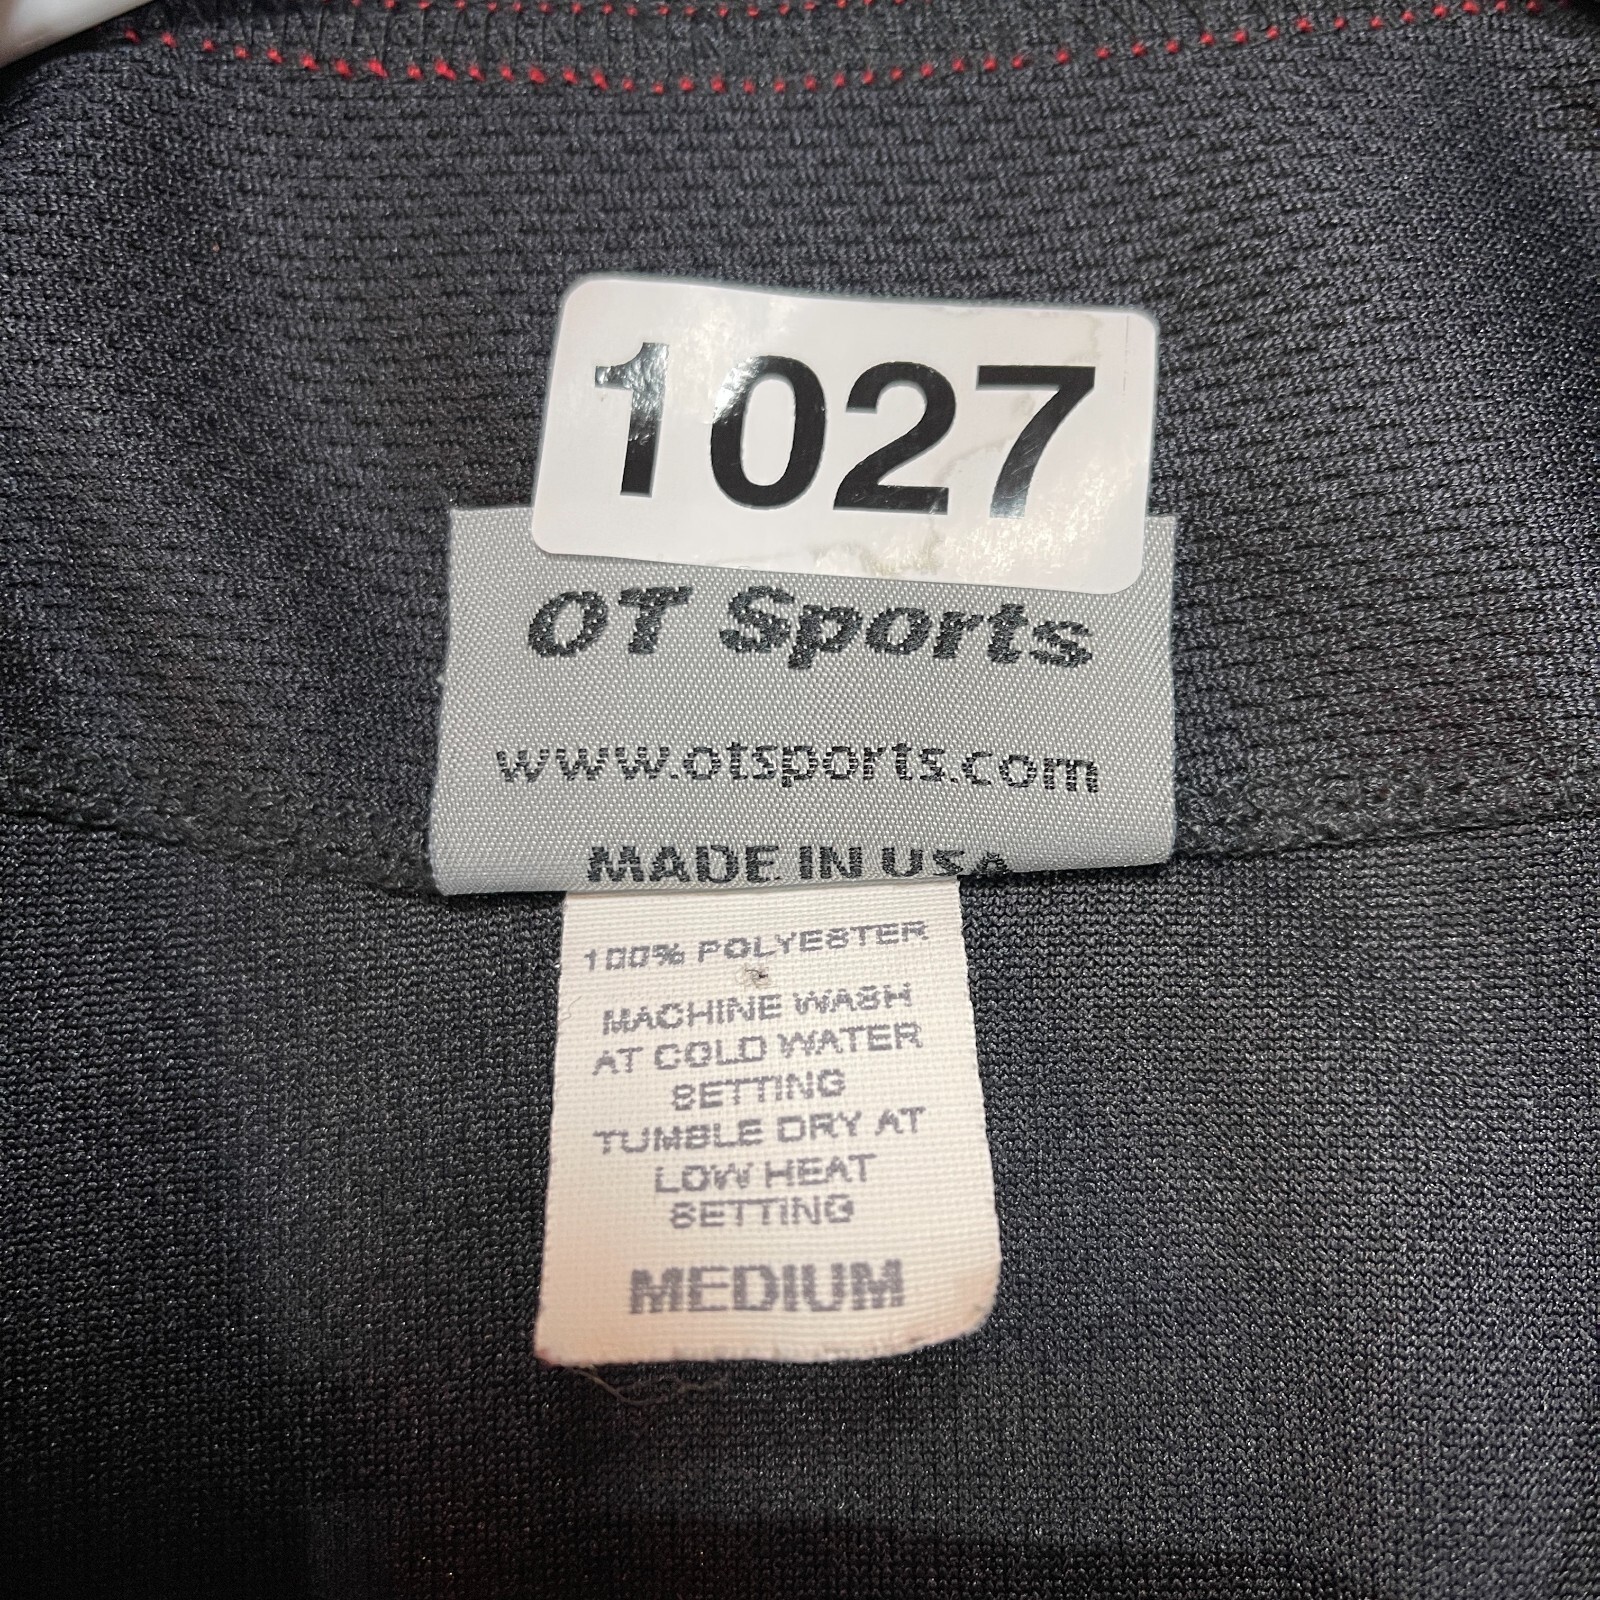 1027
OT Sports
www.otsports.com
MADE IN USA
100% POLYESTER
MACHINE WASH
AT COLD WATER
SETTING
TUMBLE DRY AT
LOW HEAT
SETTING
MEDIUM